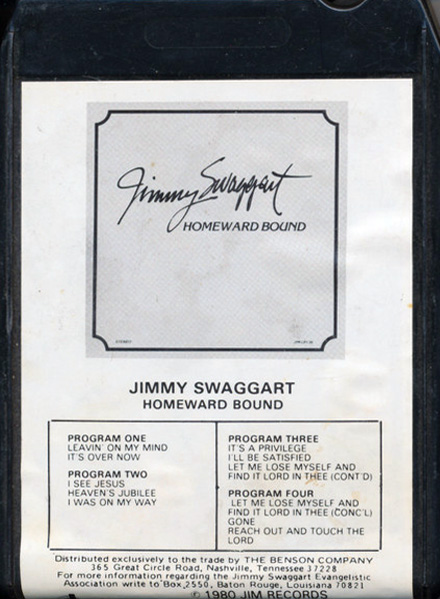 Jimmy Swaggart
HOMEWARD BOUND
STEREO
JIMMY SWAGGART
HOMEWARD BOUND
PROGRAM ONE
LEAVIN' ON MY MIND
IT'S OVER NOW
PROGRAM TWO
I SEE JESUS
HEAVEN'S JUBILEE
I WAS ON MY WAY
PROGRAM THREE
IT'S A PRIVILEGE
I'LL BE SATISFIED
LET ME LOSE MYSELF AND
FIND IT LORD IN THEE (CONT'D)
PROGRAM FOUR
LET ME LOSE MYSELF AND
FIND IT LORD IN THEE (CONC'L)
GONE
REACH OUT AND TOUCH THE
LORD
Distributed exclusively to the trade by THE BENSON COMPANY
365 Great Circle Road, Nashville, Tennessee 37228
For more information regarding the Jimmy Swaggart Evangelistic
Association write to Box 2550, Baton Rouge, Louisiana 70821
© 1980 JIM RECORDS